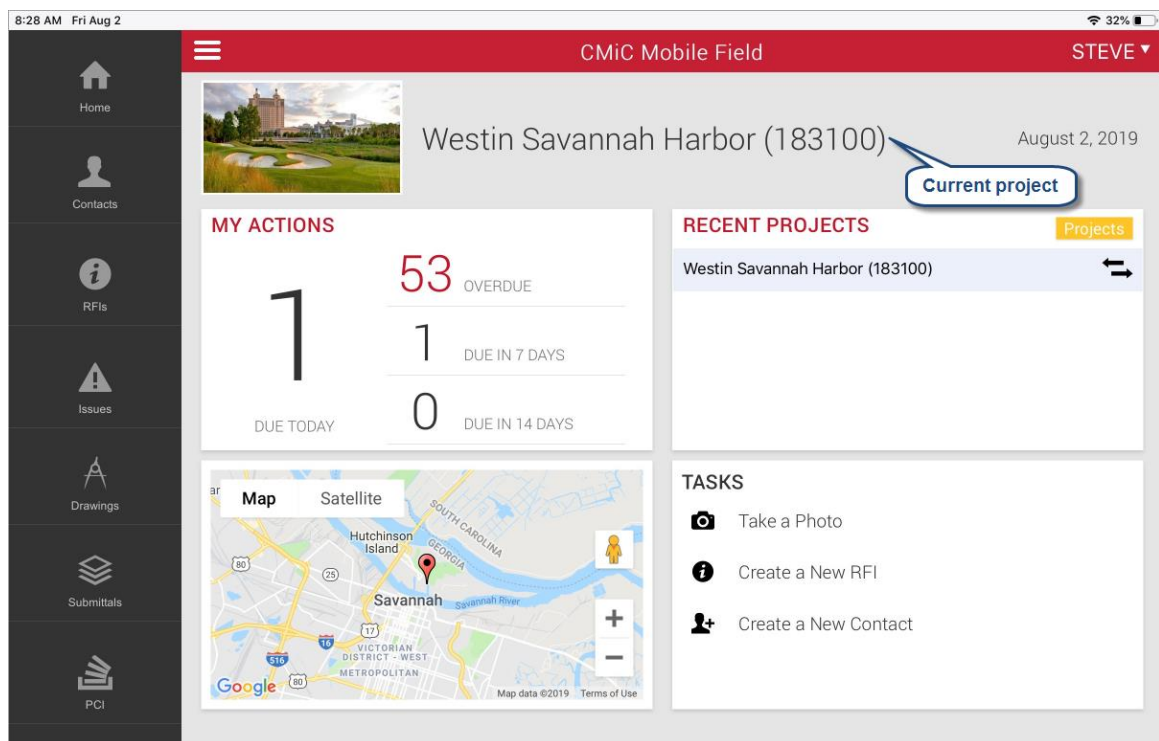 8:28 AM Fri Aug 2
32%
CMiC Mobile Field
STEVE
Home
Contacts
RFIs
Issues
Drawings
Submittals
PCI
Westin Savannah Harbor (183100)
August 2, 2019
Current project
MY ACTIONS
1
DUE TODAY
53 OVERDUE
1 DUE IN 7 DAYS
0 DUE IN 14 DAYS
RECENT PROJECTS
Projects
Westin Savannah Harbor (183100)
ar
Map Satellite
SOUTH CAROLINA
GEORGIA
Hutchinson
Island
80
25
Savannah
Savannah River
17
16
VICTORIAN
DISTRICT - WEST
METROPOLITAN
516
80
Google
Map data ©2019 Terms of Use
TASKS
Take a Photo
Create a New RFI
Create a New Contact